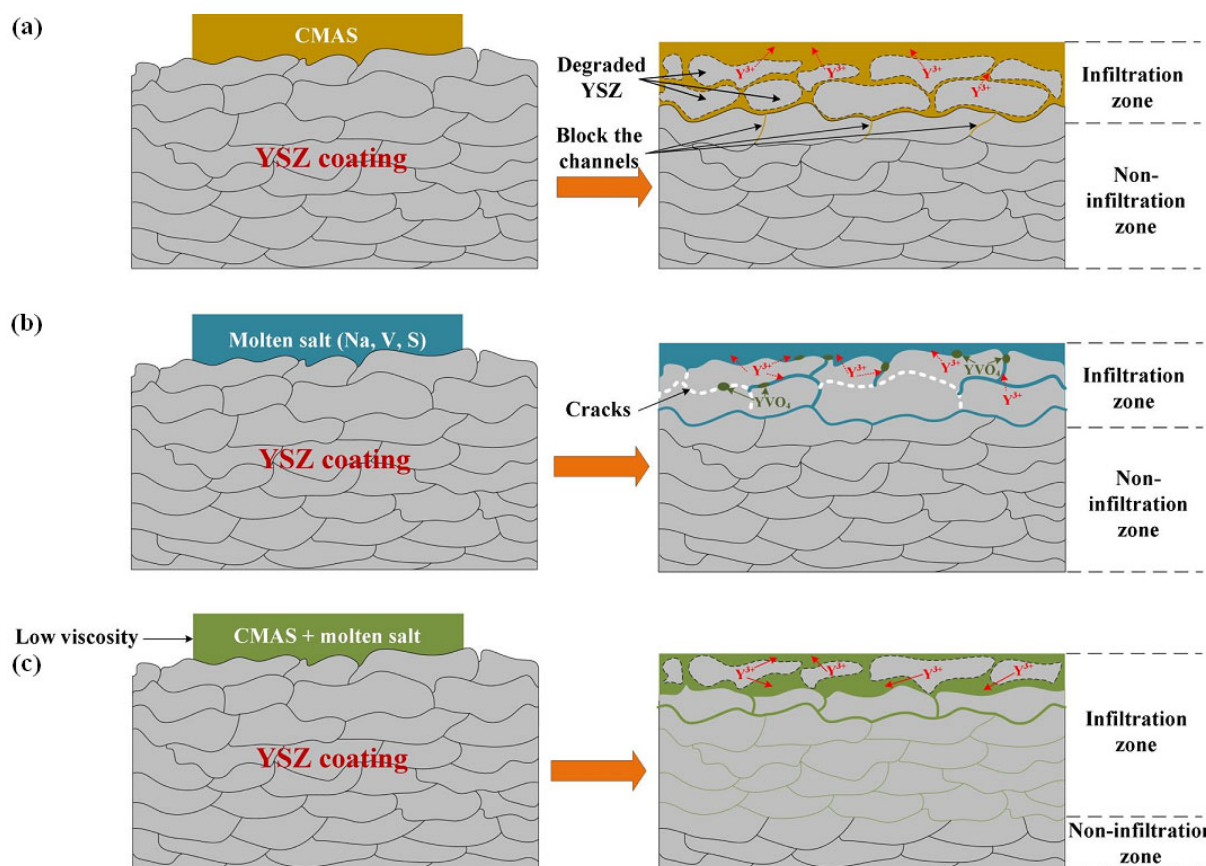 (a)
CMAS
YSZ coating
Degraded
YSZ
Block the
channels
Y³⁺
Y³⁺
Y³⁺
Y³⁺
Infiltration
zone
Non-
infiltration
zone
(b)
Molten salt (Na, V, S)
YSZ coating
Cracks
Y³⁺
Y³⁺
Y³⁺
YVO₄
YVO₄
Y³⁺
Infiltration
zone
Non-
infiltration
zone
Low viscosity
(c)
CMAS + molten salt
YSZ coating
Y³⁺
Y³⁺
Y³⁺
Y³⁺
Infiltration
zone
Non-infiltration
zone